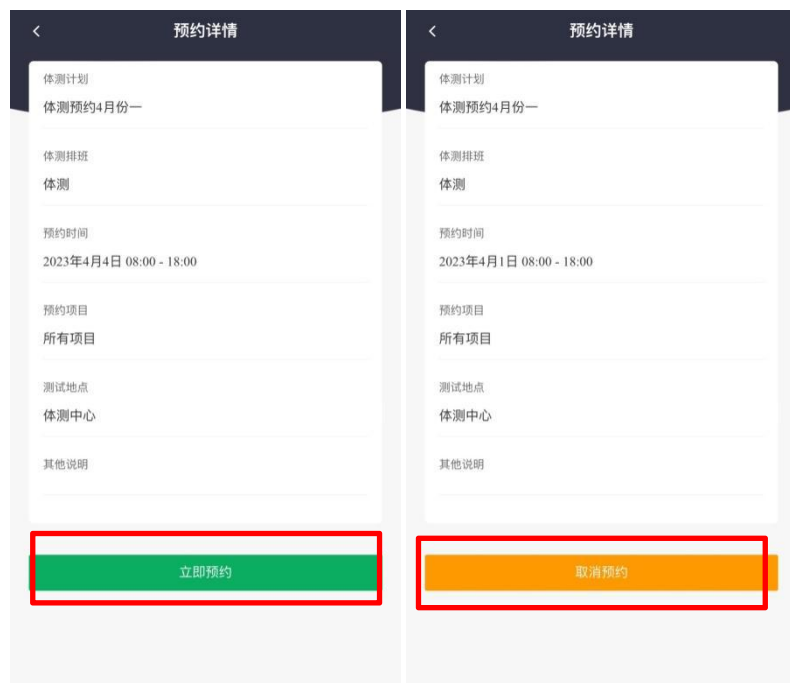 预约详情
体测计划
体测预约4月份一
体测排班
体测
预约时间
2023年4月4日 08:00 - 18:00
预约项目
所有项目
测试地点
体测中心
其他说明
立即预约
预约详情
体测计划
体测预约4月份一
体测排班
体测
预约时间
2023年4月1日 08:00 - 18:00
预约项目
所有项目
测试地点
体测中心
其他说明
取消预约